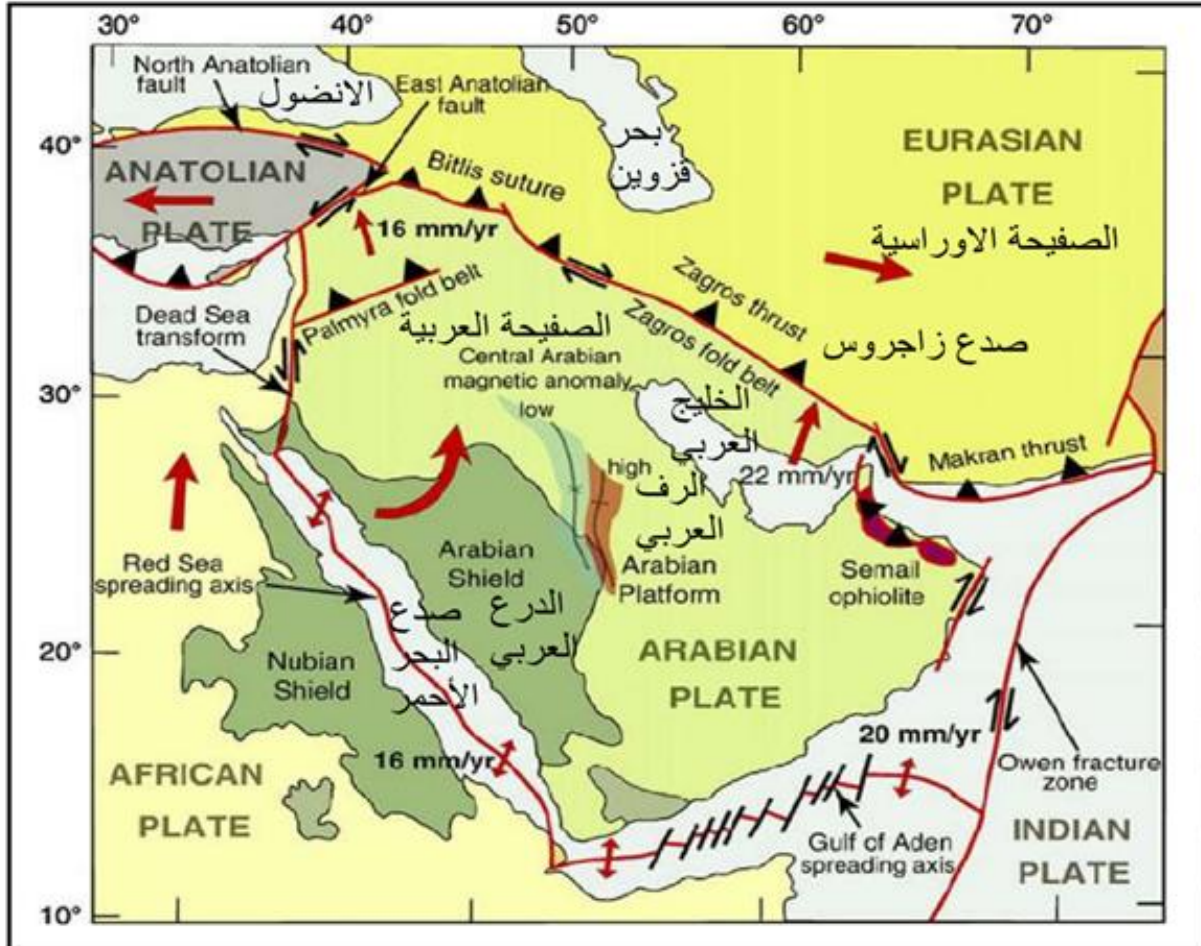 30° 40° 50° 60° 70°
North Anatolian
fault
East Anatolian
fault
الانضول
بحر
قزوين
40°
ANATOLIAN
PLATE
Bitlis suture
16 mm/yr
EURASIAN
PLATE
الصفيحة الاوراسية
Dead Sea
transform
Palmyra fold belt
Zagros thrust
Zagros fold belt
صدع زاجروس
الصفيحة العربية
Central Arabian
magnetic anomaly
low
30°
الخليج
العربي
high
22 mm/yr
Makran thrust
الرف
العربي
Arabian
Platform
Red Sea
spreading axis
Arabian
Shield
الدرع
العربي
Semail
ophiolite
صدع
البحر
الأحمر
20°
Nubian
Shield
ARABIAN
PLATE
16 mm/yr
20 mm/yr
Owen fracture
zone
AFRICAN
PLATE
Gulf of Aden
spreading axis
INDIAN
PLATE
10°